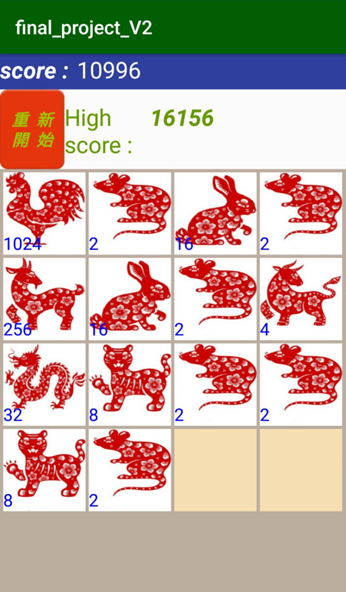 final_project_V2
score : 10996
重 新
開 始
High score : 16156
1024 2 16 2
256 16 2 4
32 8 2 2
8 2